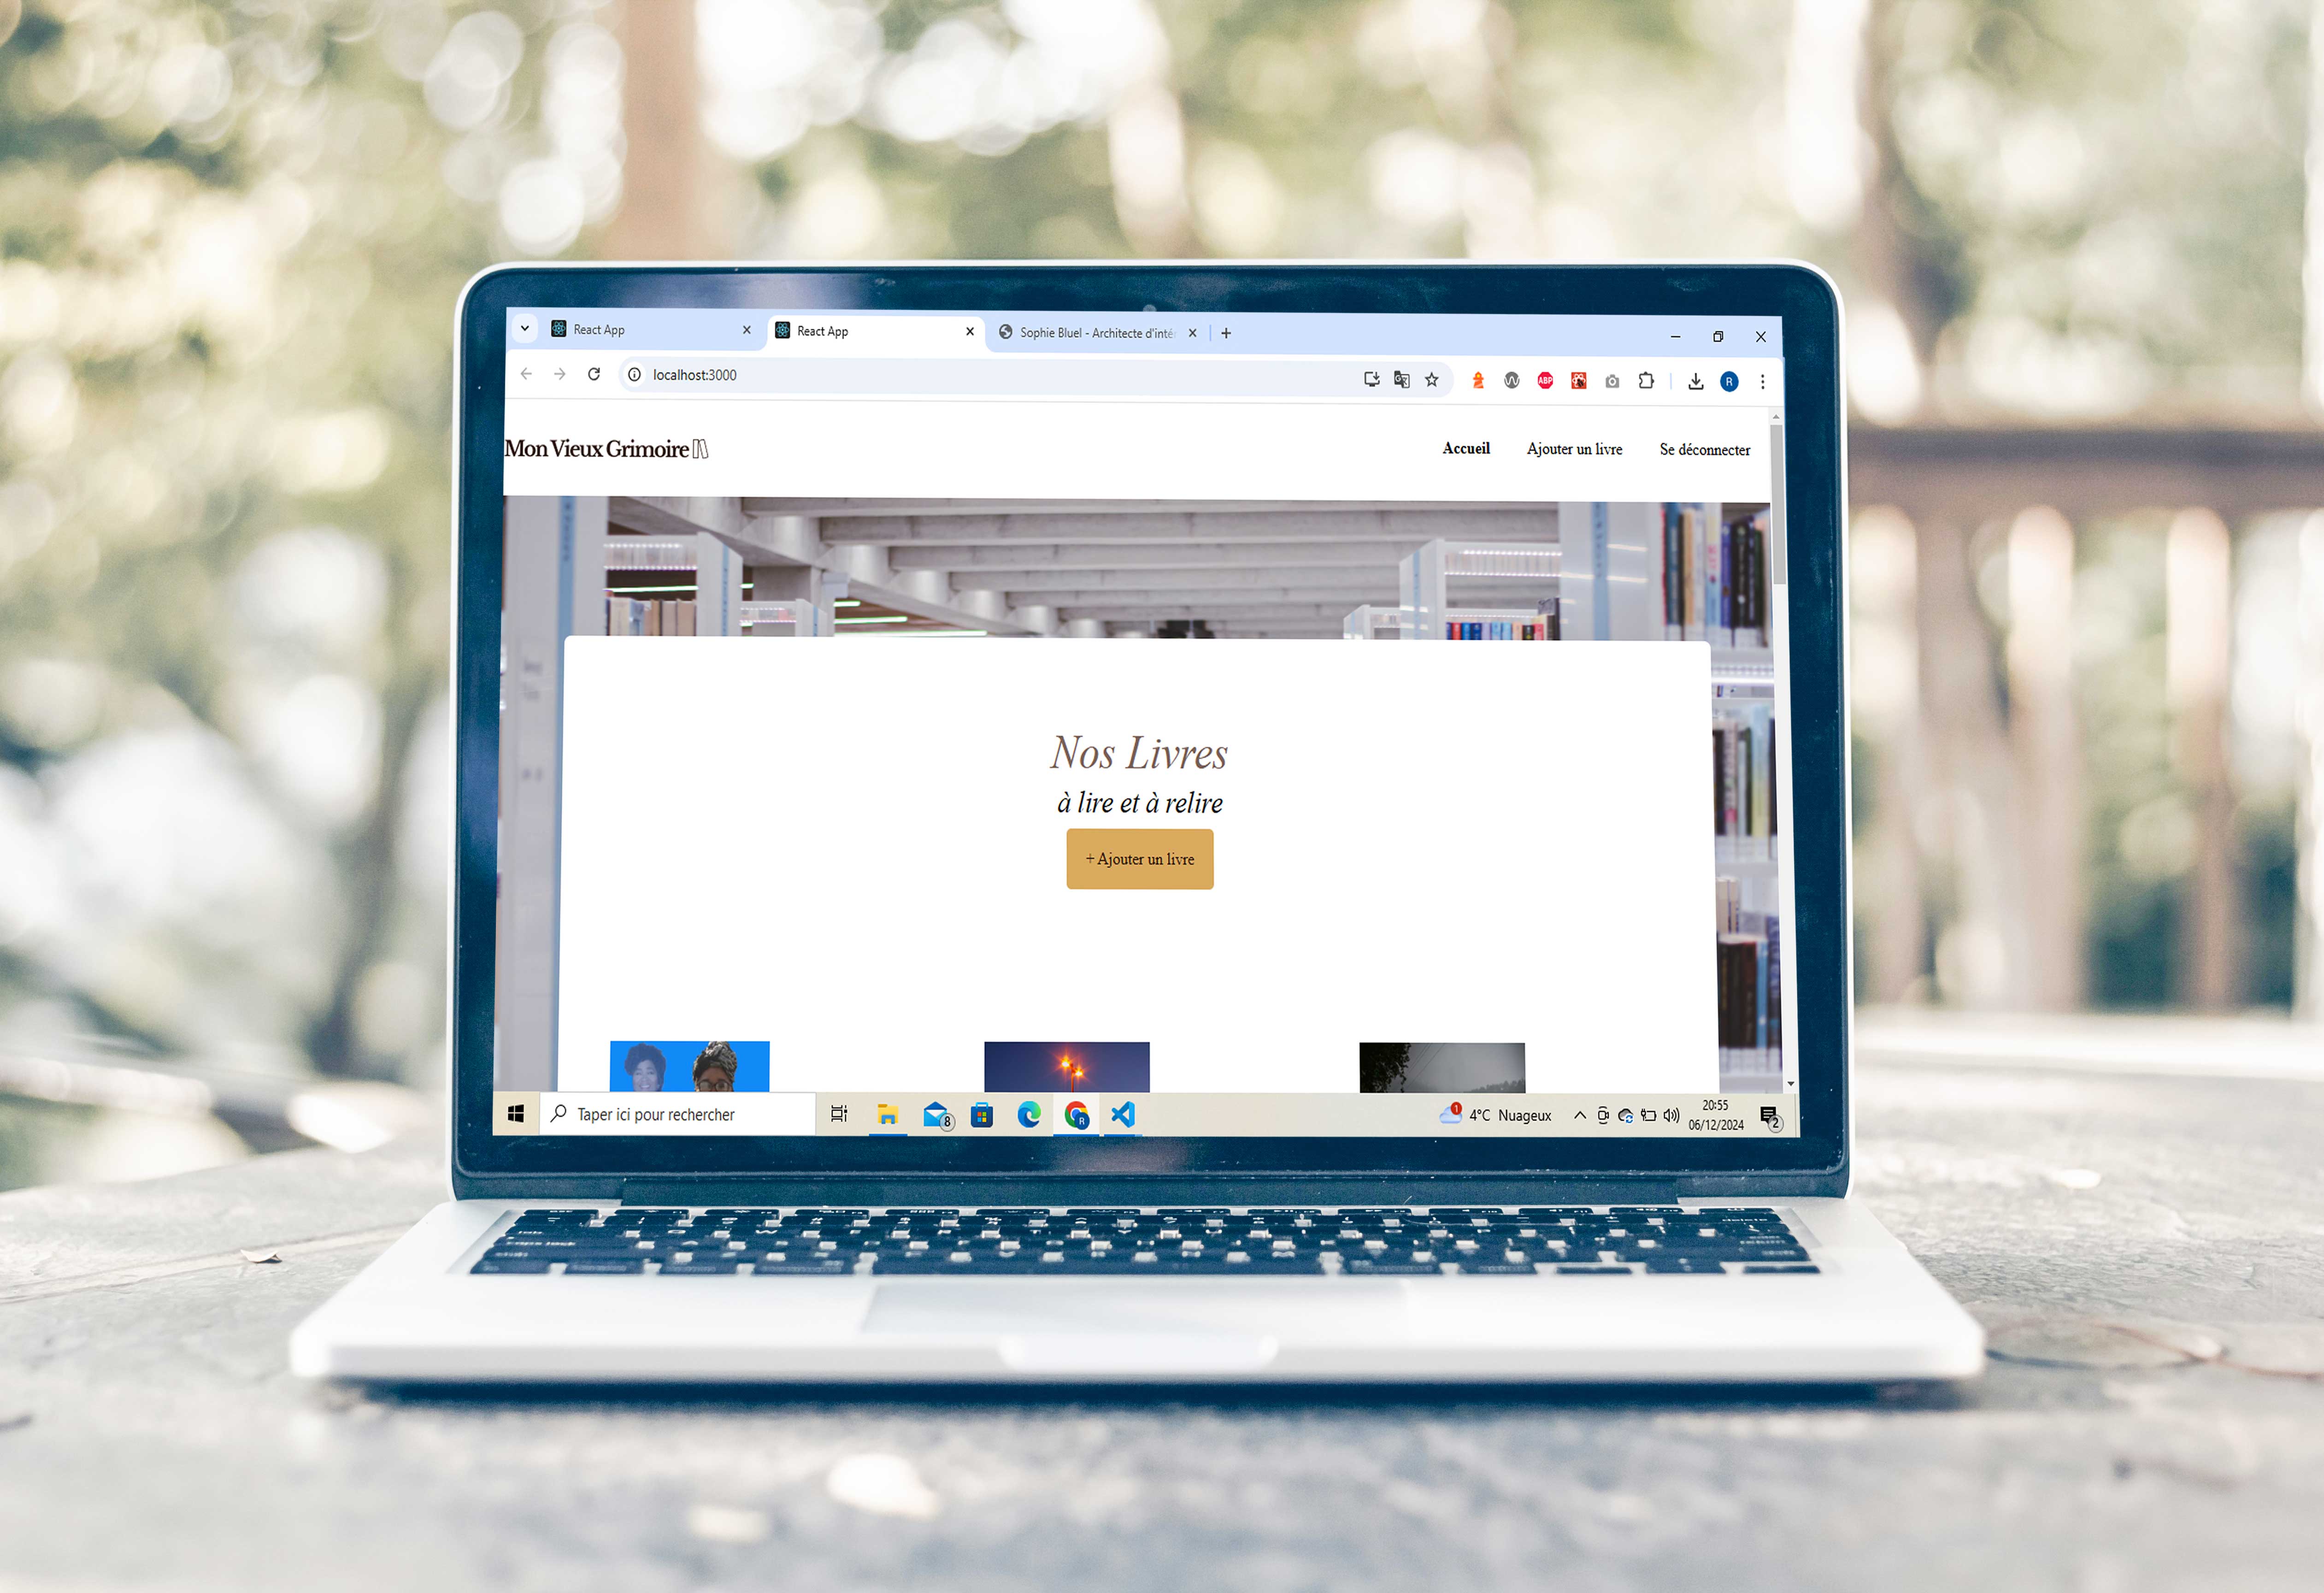 React App
React App
Sophie Bluel - Architecte d'inté
localhost:3000
ABP
R
Mon Vieux Grimoire
Accueil
Ajouter un livre
Se déconnecter
Nos Livres
à lire et à relire
+ Ajouter un livre
Taper ici pour rechercher
8
R
1
4°C Nuageux
20:55
06/12/2024
2